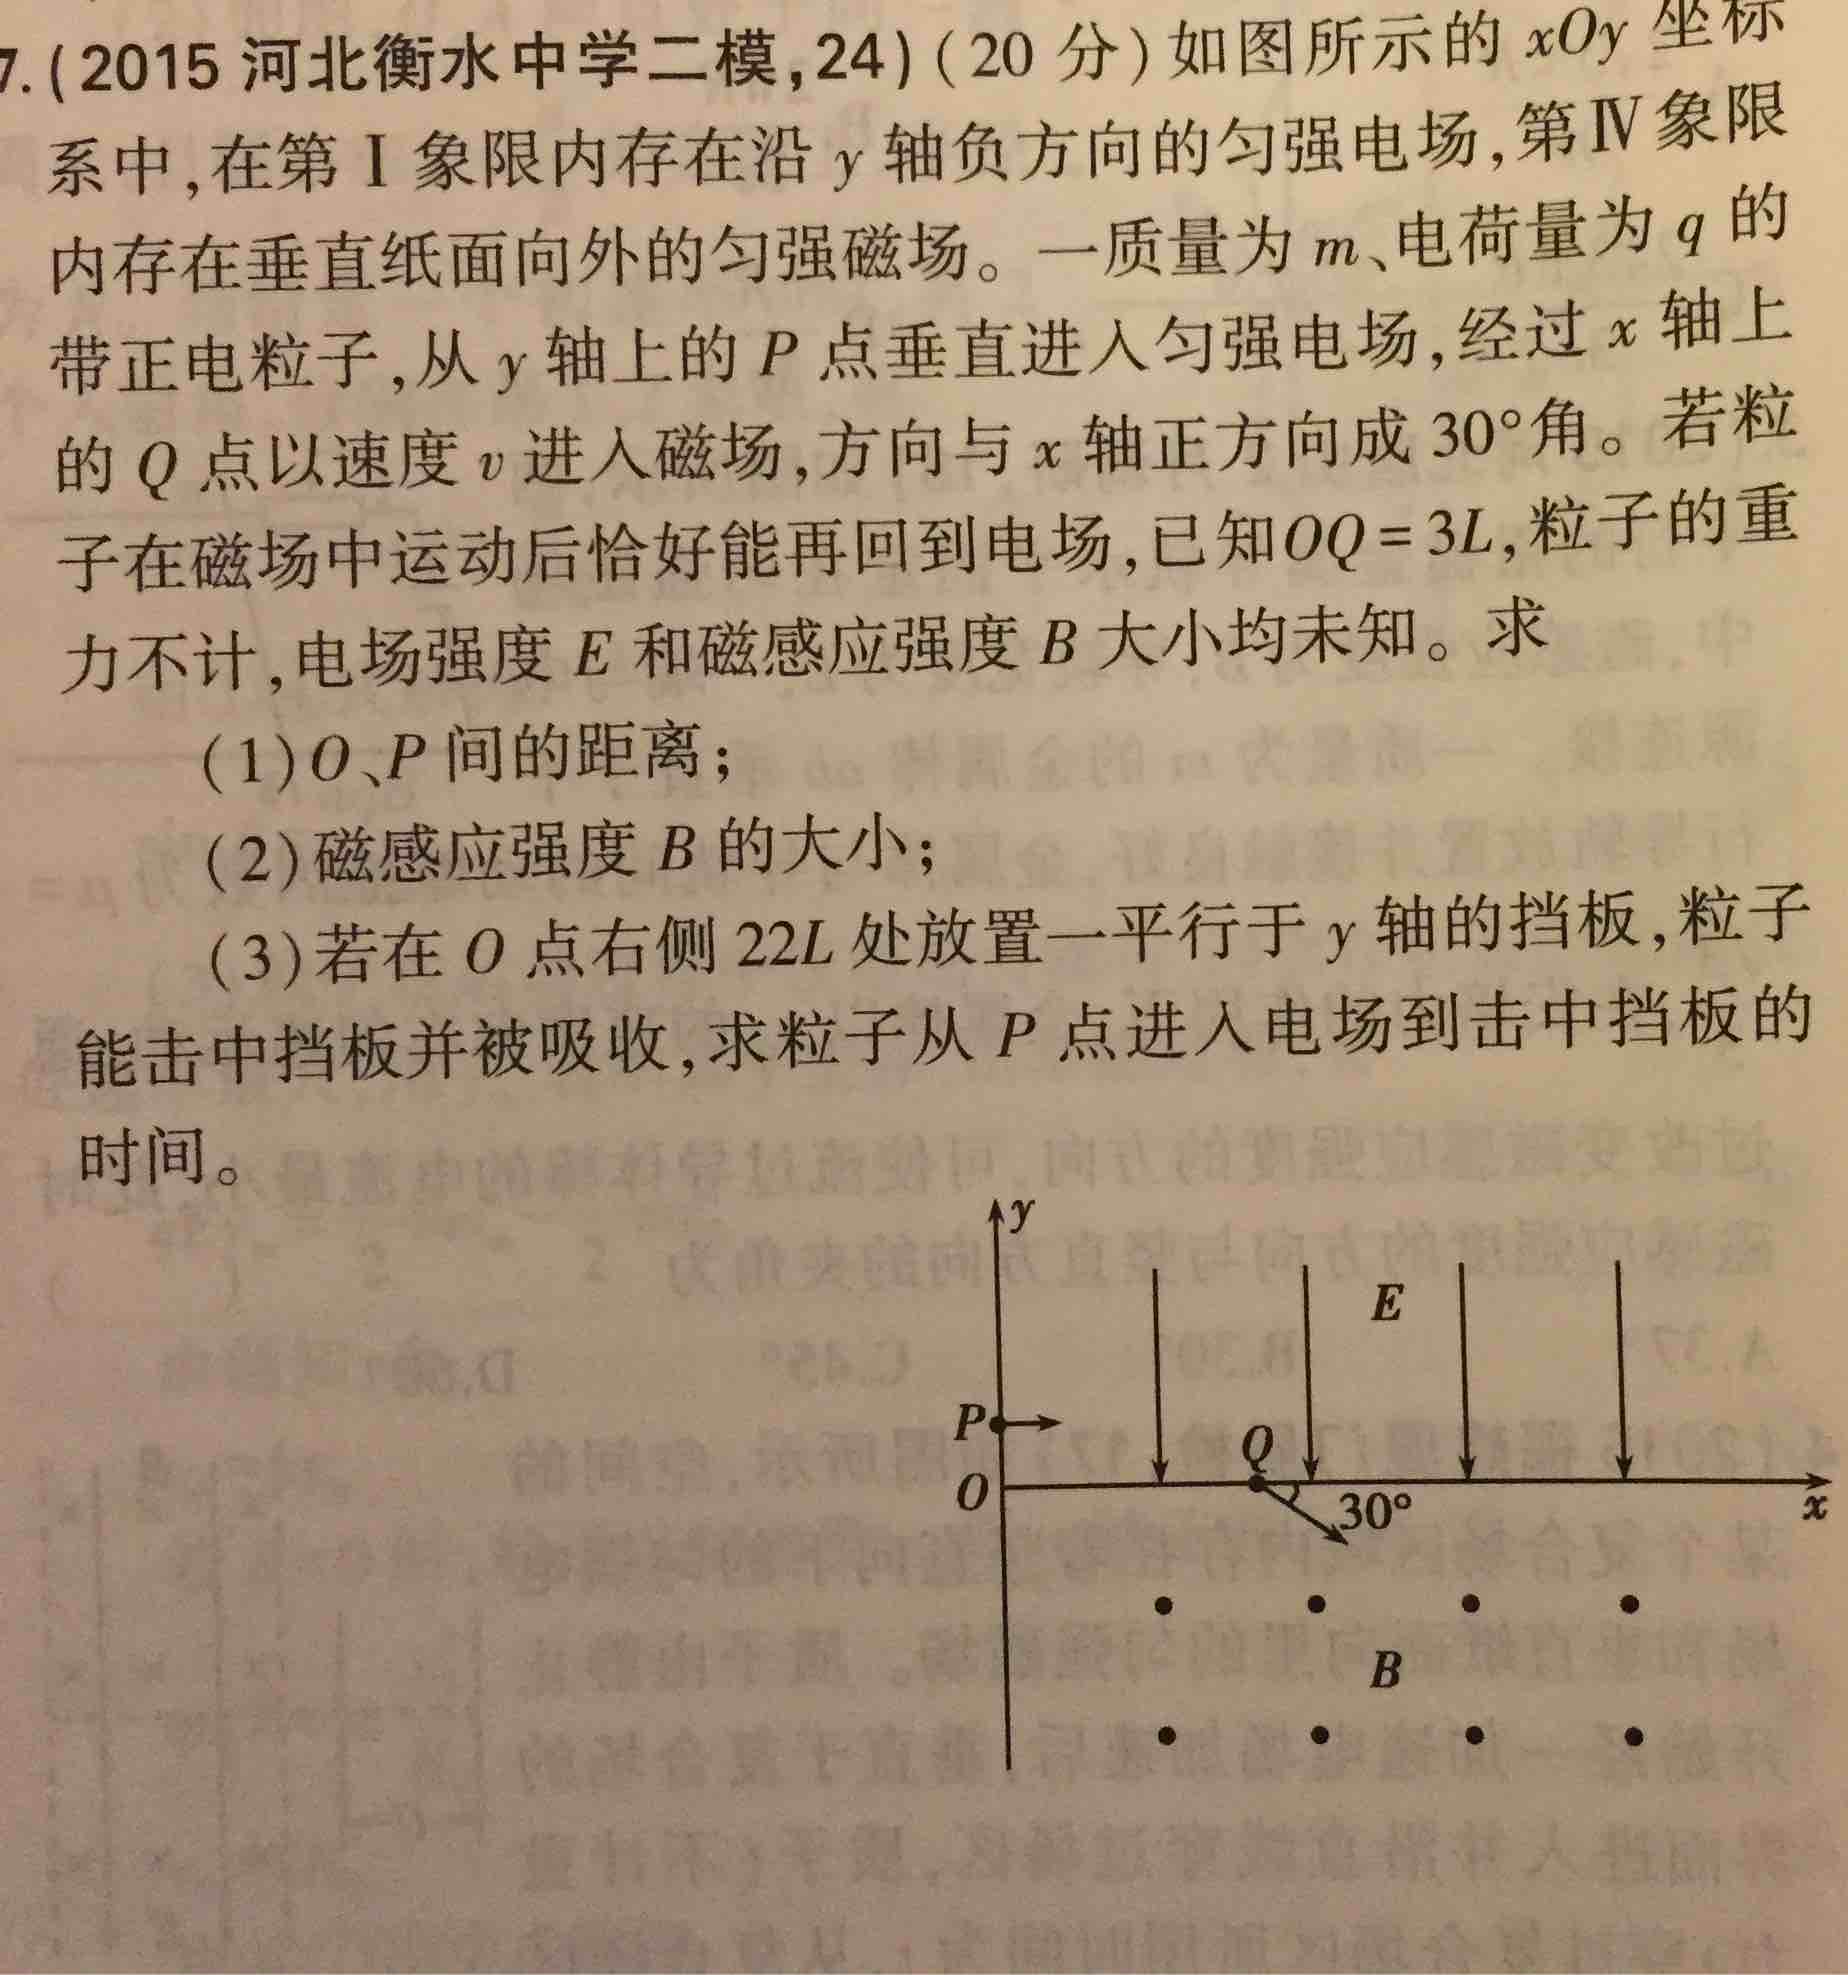 7.(2015 河北衡水中学二模,24)(20 分)如图所示的 xOy 坐标
系中,在第Ⅰ象限内存在沿 y 轴负方向的匀强电场,第Ⅳ象限
内存在垂直纸面向外的匀强磁场。一质量为 m、电荷量为 q 的
带正电粒子,从 y 轴上的 P 点垂直进入匀强电场,经过 x 轴上
的 Q 点以速度 v 进入磁场,方向与 x 轴正方向成 30°角。若粒
子在磁场中运动后恰好能再回到电场,已知OQ=3L,粒子的重
力不计,电场强度 E 和磁感应强度 B 大小均未知。求
(1)O、P 间的距离;
(2)磁感应强度 B 的大小;
(3)若在 O 点右侧 22L 处放置一平行于 y 轴的挡板,粒子
能击中挡板并被吸收,求粒子从 P 点进入电场到击中挡板的
时间。
y
E
P
Q
O
30°
x
B